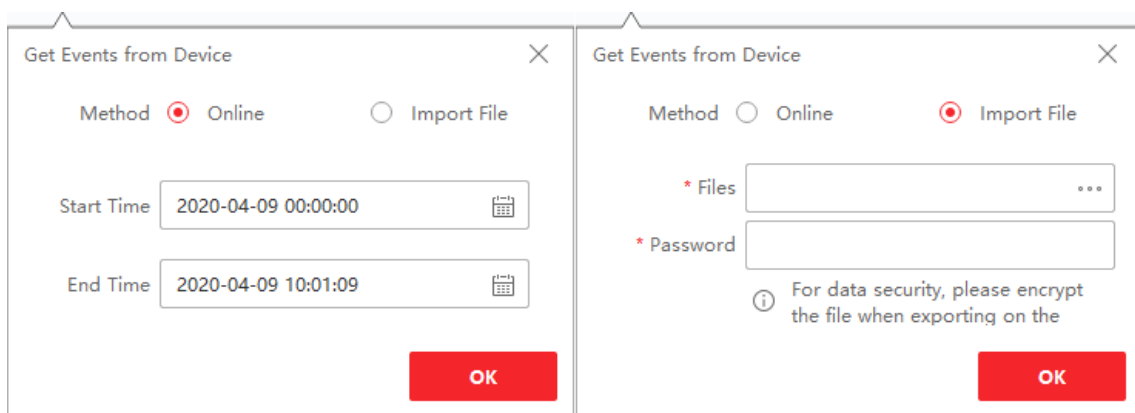 Get Events from Device
Method Online Import File
Start Time 2020-04-09 00:00:00
End Time 2020-04-09 10:01:09
OK
Get Events from Device
Method Online Import File
* Files
* Password
For data security, please encrypt
the file when exporting on the
OK